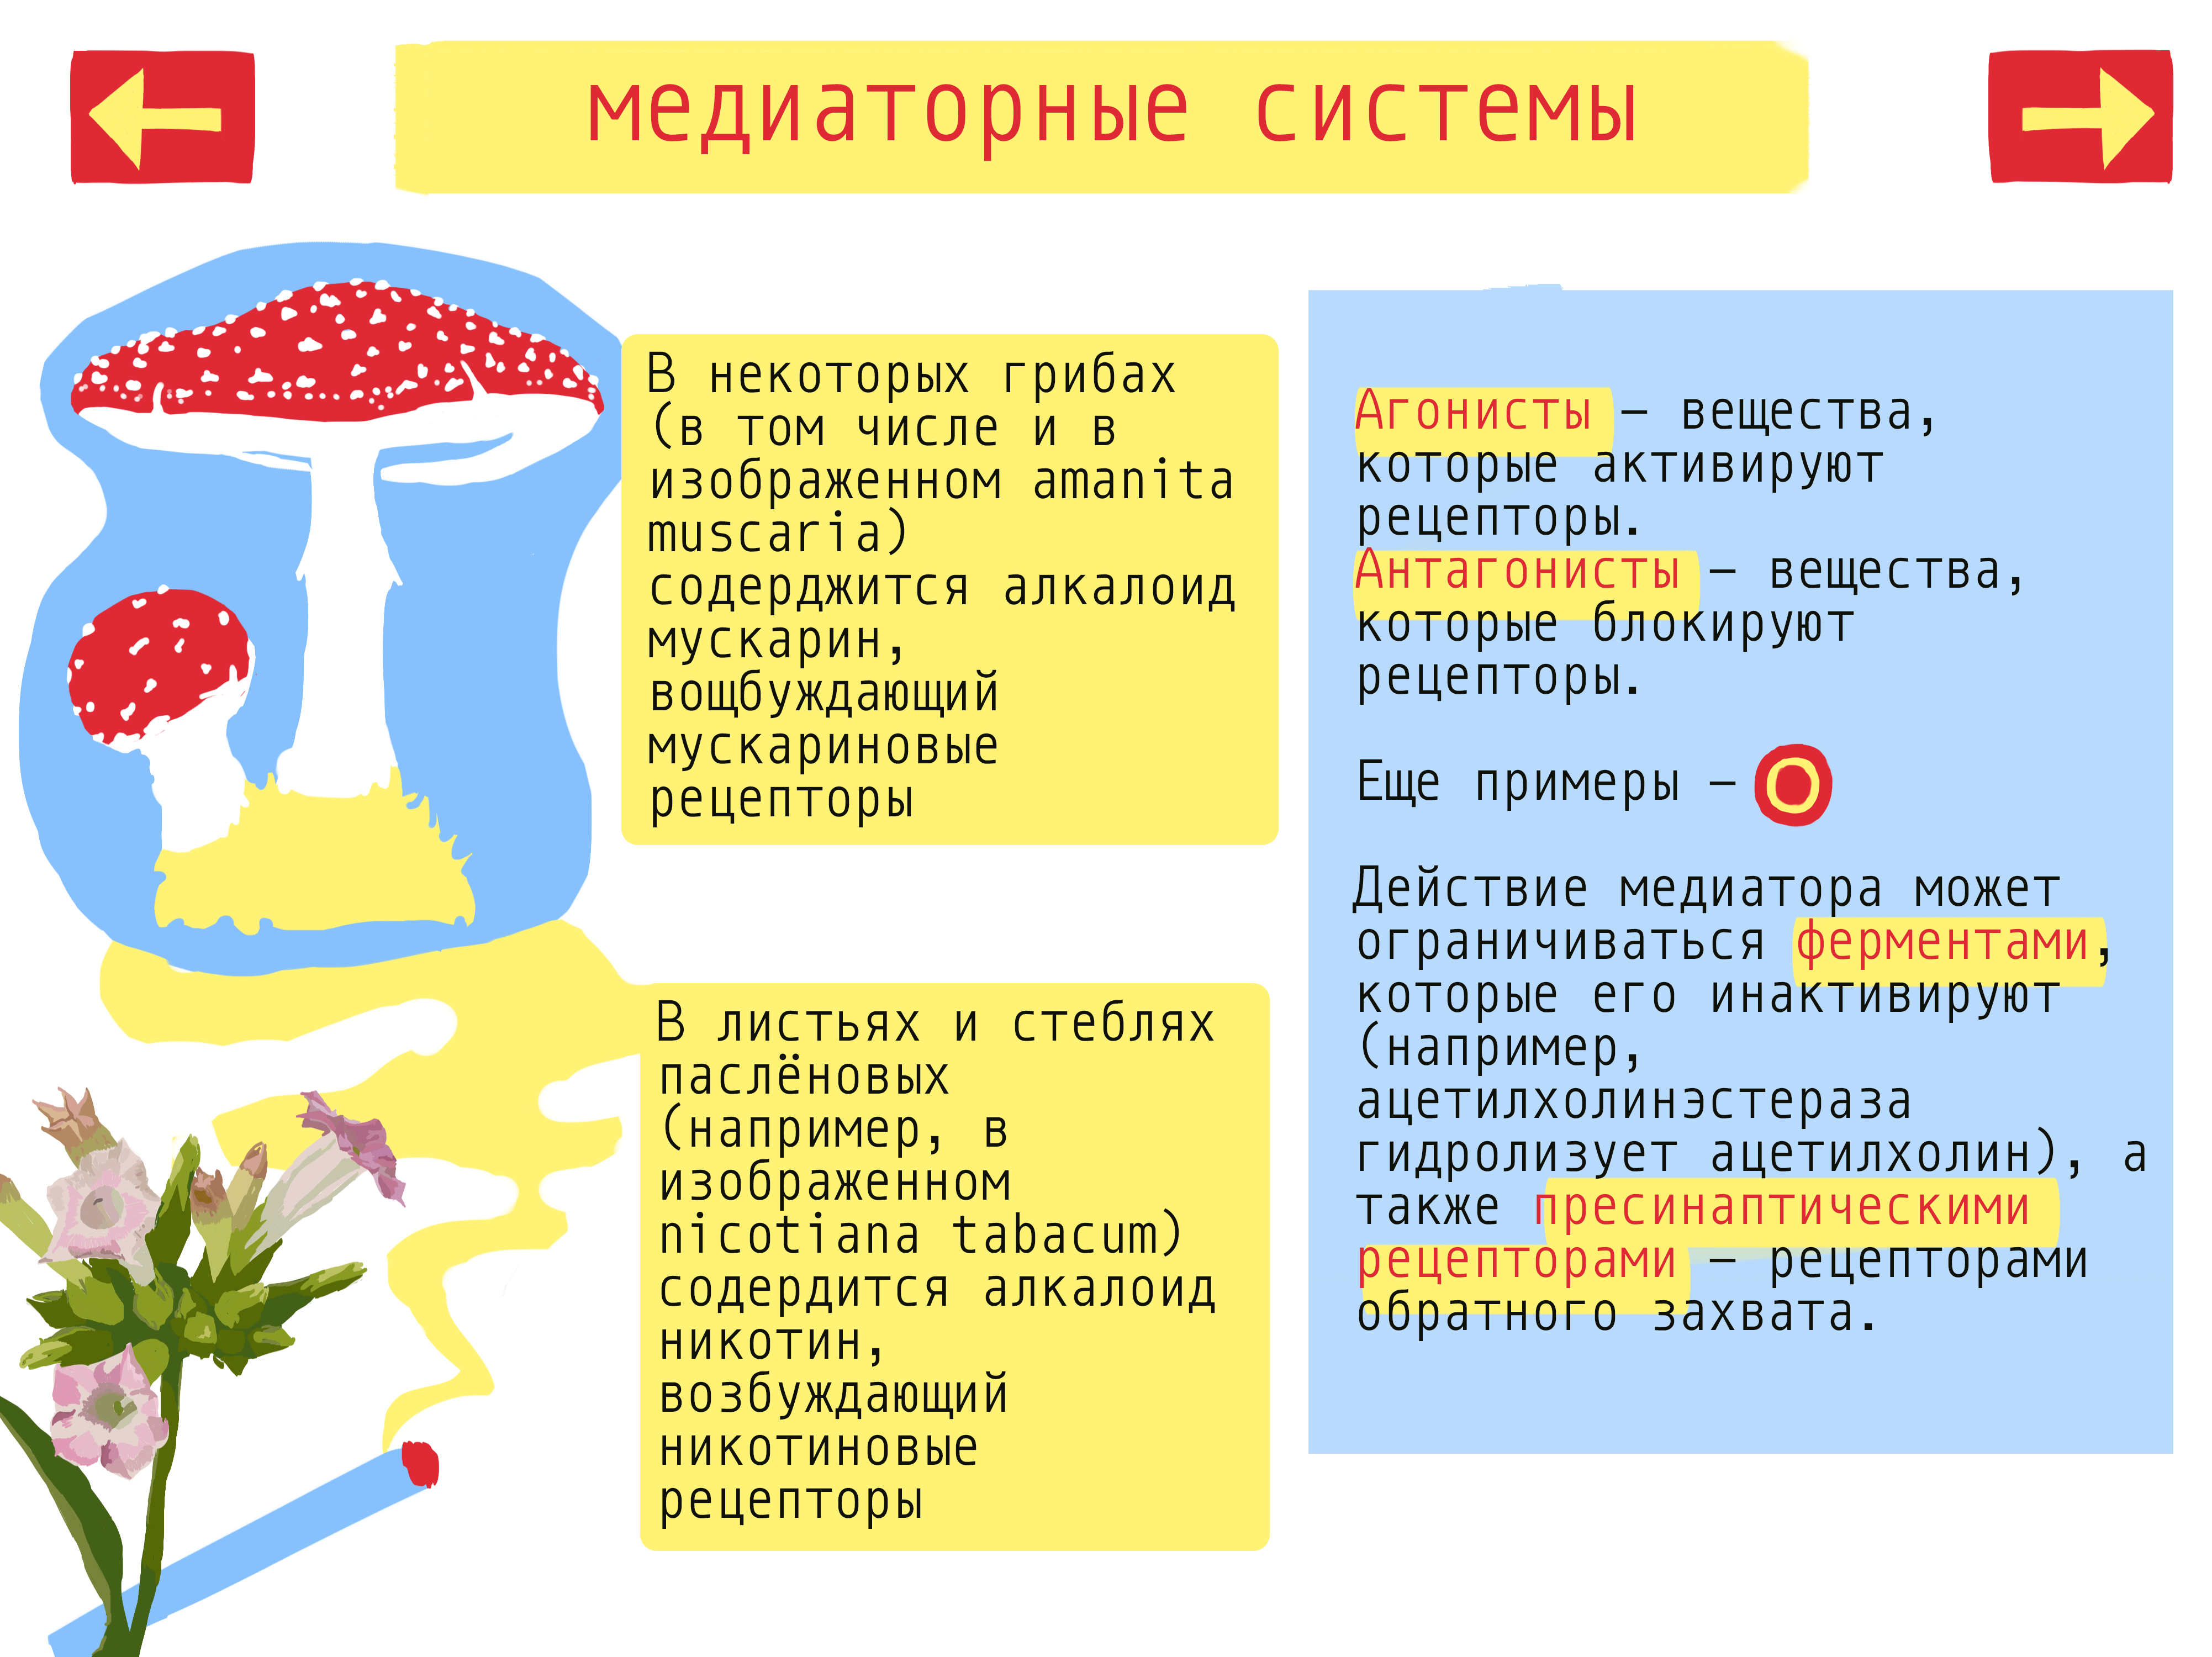 медиаторные системы
В некоторых грибах
(в том числе и в
изображенном amanita
muscaria)
содерджится алкалоид
мускарин,
вощбуждающий
мускариновые
рецепторы
В листьях и стеблях
паслёновых
(например, в
изображенном
nicotiana tabacum)
содердится алкалоид
никотин,
возбуждающий
никотиновые
рецепторы
Агонисты – вещества,
которые активируют
рецепторы.
Антагонисты – вещества,
которые блокируют
рецепторы.
Еще примеры –
Действие медиатора может
ограничиваться ферментами,
которые его инактивируют
(например,
ацетилхолинэстераза
гидролизует ацетилхолин), а
также пресинаптическими
рецепторами – рецепторами
обратного захвата.